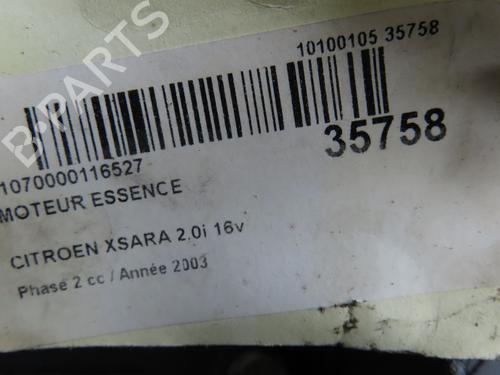 B-PARTS
10100105 35758
35758
1070000116527
MOTEUR ESSENCE
CITROEN XSARA 2.0i 16v
Phase 2 cc / Année 2003